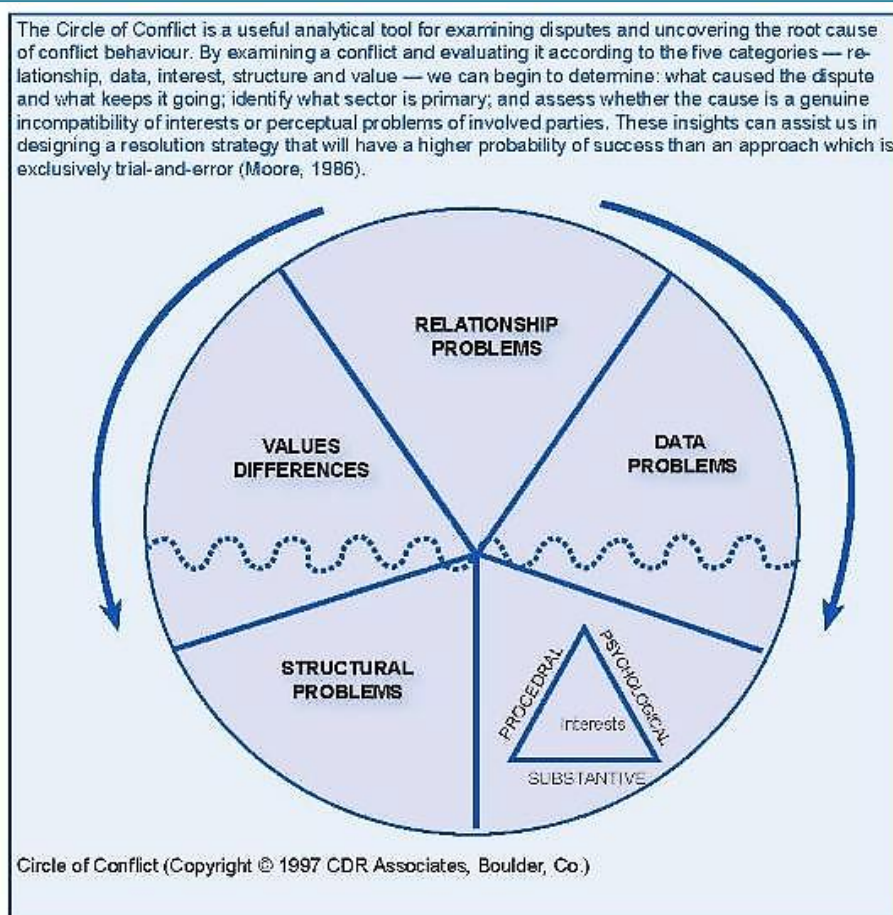 The Circle of Conflict is a useful analytical tool for examining disputes and uncovering the root cause
of conflict behaviour. By examining a conflict and evaluating it according to the five categories — re-
lationship, data, interest, structure and value — we can begin to determine: what caused the dispute
and what keeps it going; identify what sector is primary; and assess whether the cause is a genuine
incompatibility of interests or perceptual problems of involved parties. These insights can assist us in
designing a resolution strategy that will have a higher probability of success than an approach which is
exclusively trial-and-error (Moore, 1986).
RELATIONSHIP
PROBLEMS
VALUES
DIFFERENCES
DATA
PROBLEMS
STRUCTURAL
PROBLEMS
PROCEDRAL
PSYCHOLOGICAL
Interests
SUBSTANTIVE
Circle of Conflict (Copyright © 1997 CDR Associates, Boulder, Co.)